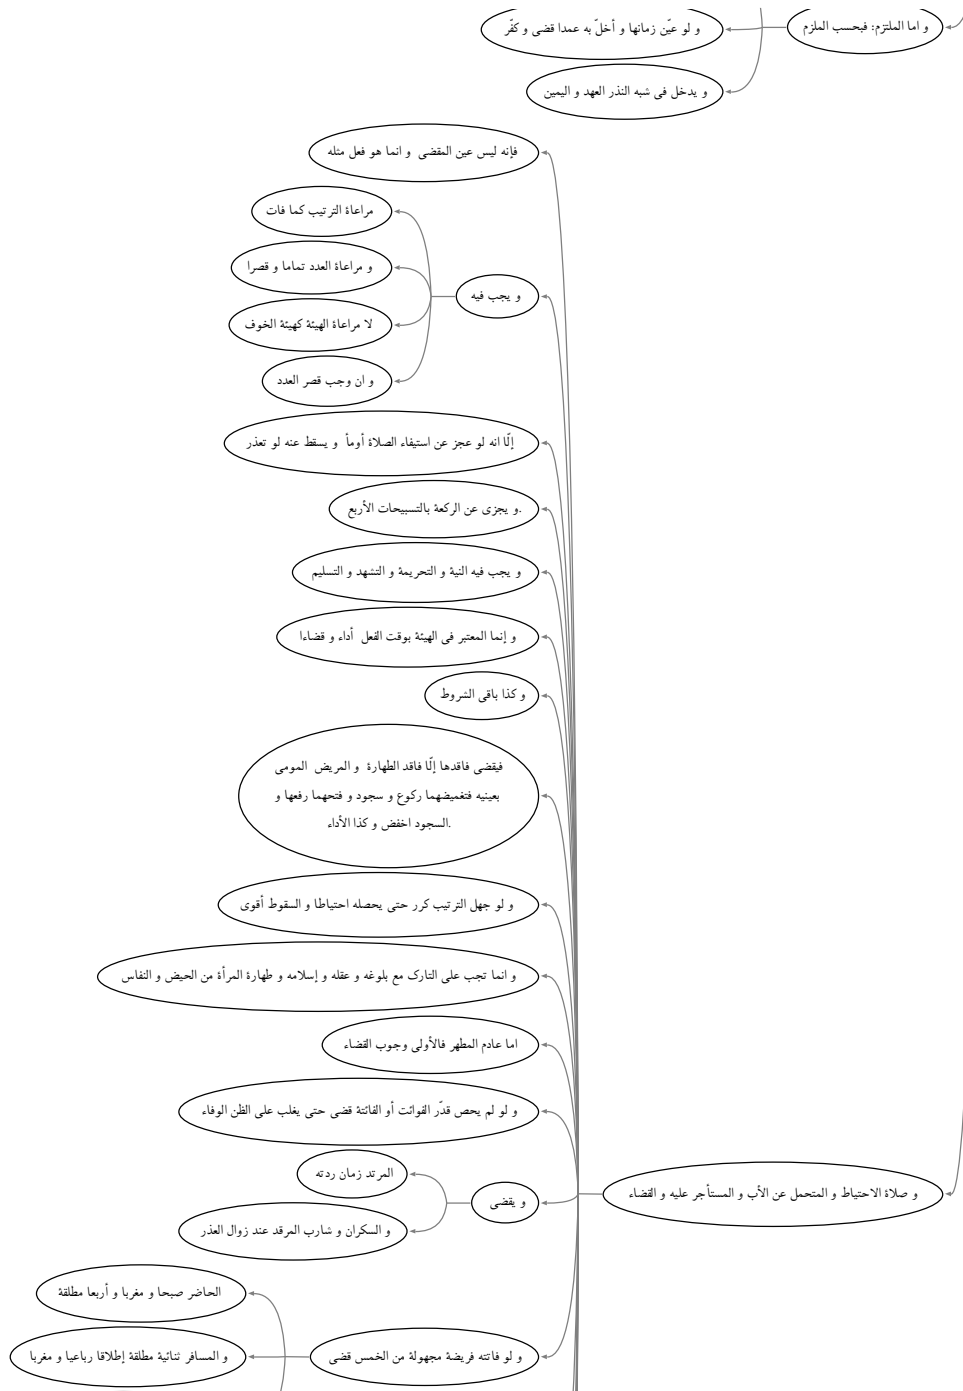 و اما الملتزم: فبحسب الملزم
و لو عيّن زمانها و أخلّ به عمدا قضى و كفّر
و يدخل فى شبه النذر العهد و اليمين
و صلاة الاحتياط و المتحمل عن الأب و المستأجر عليه و القضاء
فإنه ليس عين المقضى و انما هو فعل مثله
و يجب فيه
مراعاة الترتيب كما فات
و مراعاة العدد تماما و قصرا
لا مراعاة الهيئة كهيئة الخوف
و ان وجب قصر العدد
إلّا انه لو عجز عن استيفاء الصلاة أومأ و يسقط عنه لو تعذر
.و يجزى عن الركعة بالتسبيحات الأربع
و يجب فيه النية و التحريمة و التشهد و التسليم
و إنما المعتبر فى الهيئة بوقت الفعل أداء و قضاءا
و كذا باقى الشروط
فيقضى فاقدها إلّا فاقد الطهارة و المريض المومى
بعينيه فتغميضهما ركوع و سجود و فتحهما رفعها و
.السجود اخفض و كذا الأداء
و لو جهل الترتيب كرر حتى يحصله احتياطا و السقوط أقوى
و انما تجب على التارك مع بلوغه و عقله و إسلامه و طهارة المرأة من الحيض و النفاس
اما عادم المطهر فالأولى وجوب القضاء
و لو لم يحص قدّر الفوائت أو الفائتة قضى حتى يغلب على الظن الوفاء
و يقضى
المرتد زمان ردته
و السكران و شارب المرقد عند زوال العذر
و لو فاتته فريضة مجهولة من الخمس قضى
الحاضر صبحا و مغربا و أربعا مطلقة
و المسافر ثنائية مطلقة إطلاقا رباعيا و مغربا